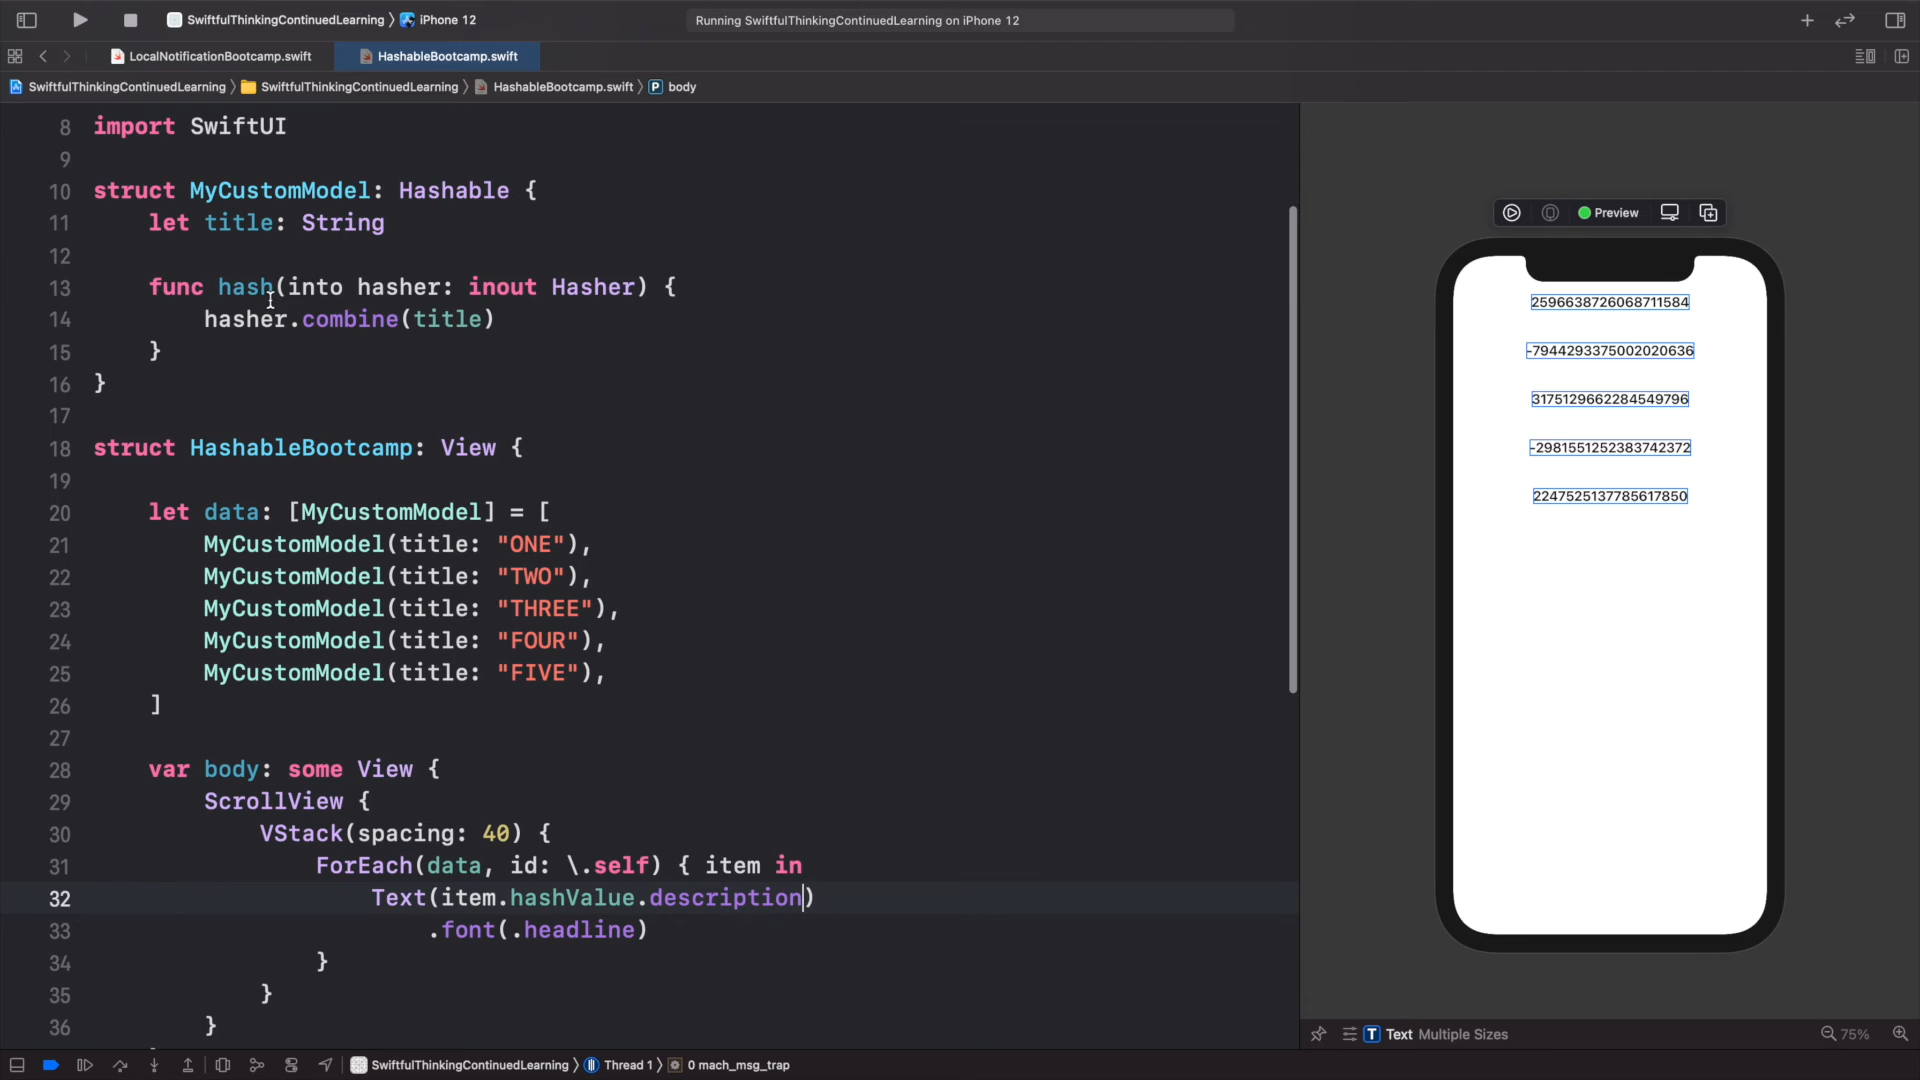 SwiftfulThinkingContinuedLearning 〉 iPhone 12
Running SwiftfulThinkingContinuedLearning on iPhone 12
LocalNotificationBootcamp.swift
HashableBootcamp.swift
SwiftfulThinkingContinuedLearning 〉 SwiftfulThinkingContinuedLearning 〉 HashableBootcamp.swift 〉 P body
8 import SwiftUI
9
10 struct MyCustomModel: Hashable {
11 let title: String
12
13 func hash(into hasher: inout Hasher) {
14 hasher.combine(title)
15 }
16 }
17
18 struct HashableBootcamp: View {
19
20 let data: [MyCustomModel] = [
21 MyCustomModel(title: "ONE"),
22 MyCustomModel(title: "TWO"),
23 MyCustomModel(title: "THREE"),
24 MyCustomModel(title: "FOUR"),
25 MyCustomModel(title: "FIVE"),
26 ]
27
28 var body: some View {
29 ScrollView {
30 VStack(spacing: 40) {
31 ForEach(data, id: \.self) { item in
32 Text(item.hashValue.description)
33 .font(.headline)
34 }
35 }
36 }
Preview
2596638726068711584
-7944293375002020636
3175129662284549796
-2981551252383742372
2247525137785617850
T Text Multiple Sizes
75%
SwiftfulThinkingContinuedLearning 〉 Thread 1 〉 0 mach_msg_trap